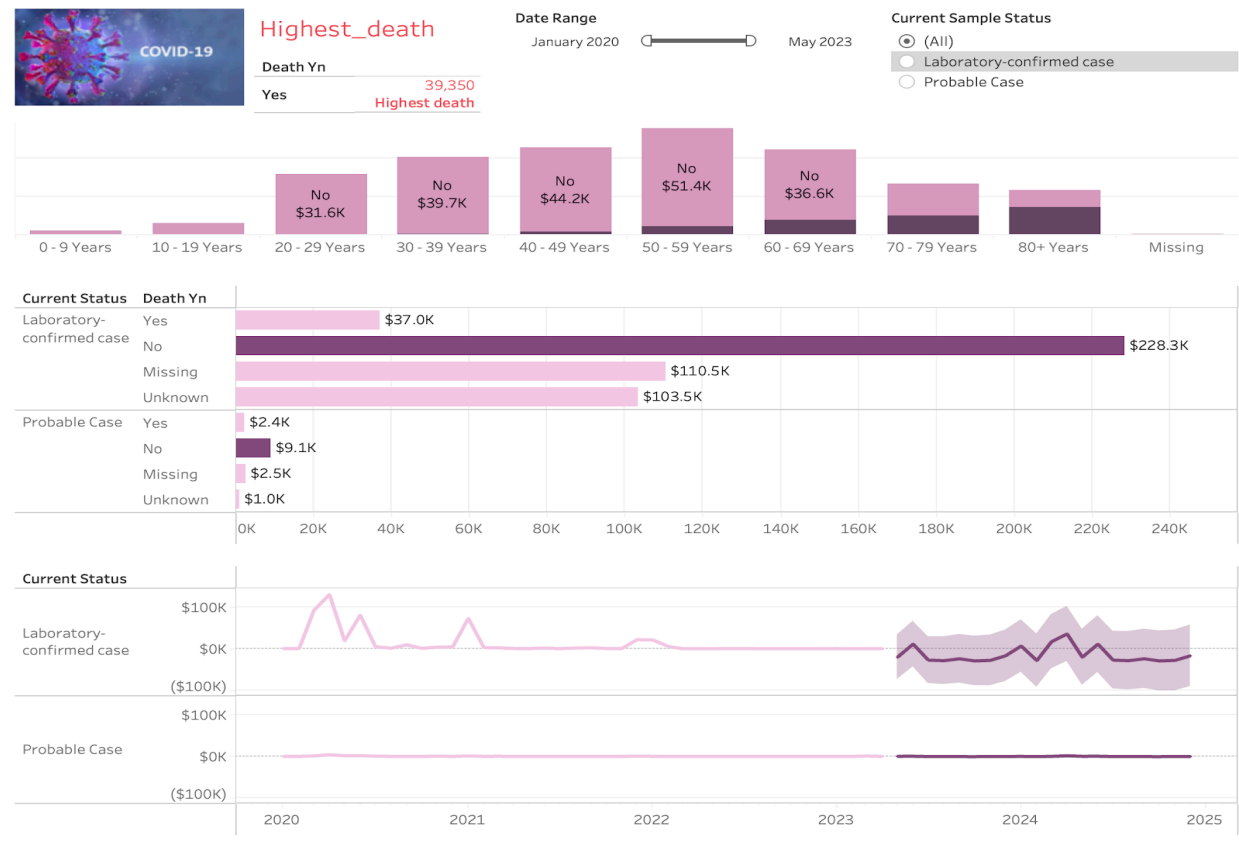 COVID-19
Highest_death
Death Yn
Yes
39,350
Highest death
Date Range
January 2020
May 2023
Current Sample Status
(All)
Laboratory-confirmed case
Probable Case
No
$31.6K
No
$39.7K
No
$44.2K
No
$51.4K
No
$36.6K
0 - 9 Years
10 - 19 Years
20 - 29 Years
30 - 39 Years
40 - 49 Years
50 - 59 Years
60 - 69 Years
70 - 79 Years
80+ Years
Missing
Current Status Death Yn
Laboratory-
confirmed case
Yes $37.0K
No $228.3K
Missing $110.5K
Unknown $103.5K
Probable Case
Yes $2.4K
No $9.1K
Missing $2.5K
Unknown $1.0K
0K 20K 40K 60K 80K 100K 120K 140K 160K 180K 200K 220K 240K
Current Status
Laboratory-
confirmed case
$100K
$0K
($100K)
Probable Case
$100K
$0K
($100K)
2020 2021 2022 2023 2024 2025